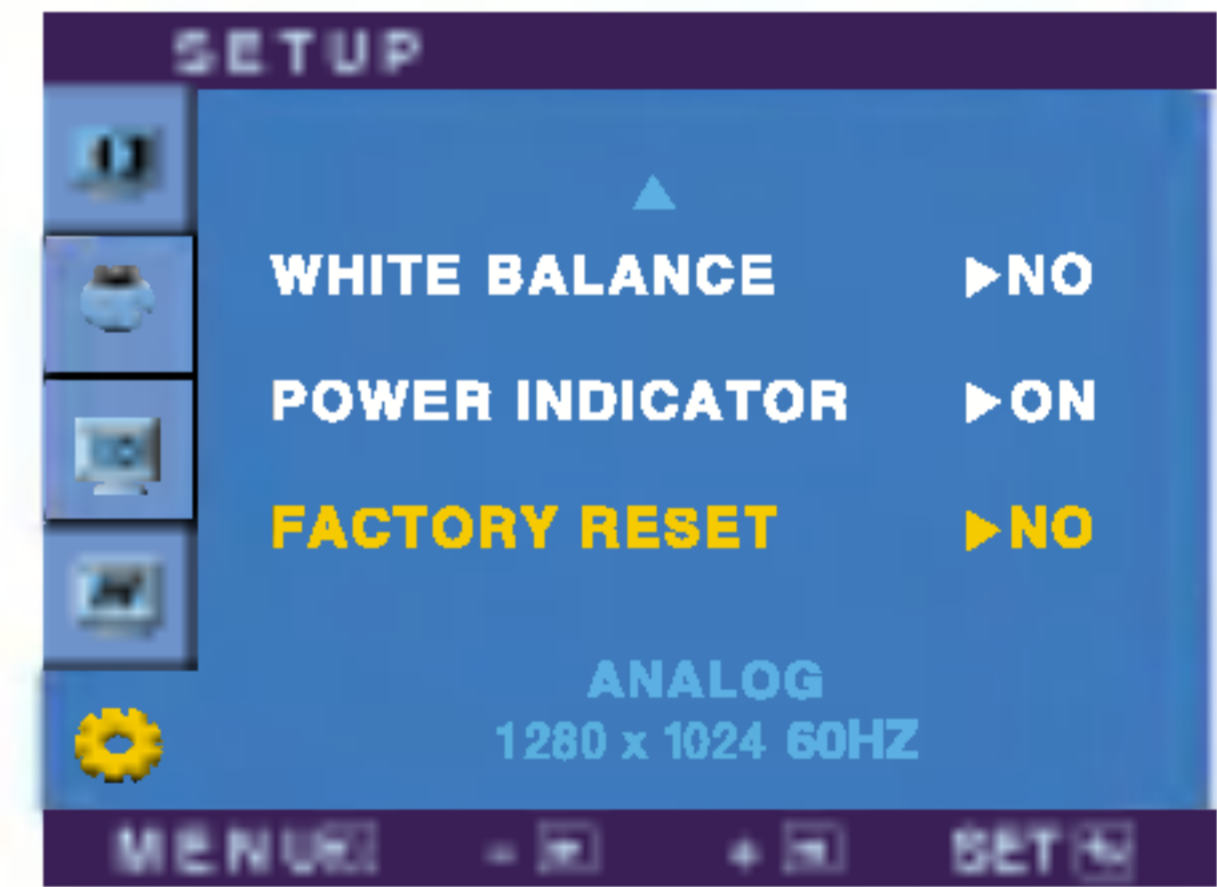 SETUP
WHITE BALANCE ▶NO
POWER INDICATOR ▶ON
FACTORY RESET ▶NO
ANALOG
1280 x 1024 60HZ
MENU - + SET